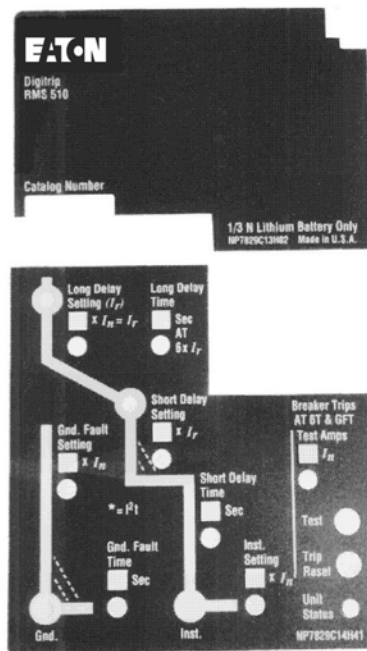 EATON
Digitrip
RMS 510
Catalog Number
1/3 N Lithium Battery Only
NP7829C13H82 Made in U.S.A.
Long Delay
Setting (Ir)
x In = Ir
Long Delay
Time
Sec
AT
6x Ir
Short Delay
Setting
x Ir
Breaker Trips
AT 6T & GFT
Test Amps
In
Gnd. Fault
Setting
x In
* = I²t
Short Delay
Time
Sec
Test
Gnd. Fault
Time
Sec
Inst.
Setting
x In
Trip
Reset
Unit
Status
Gnd.
Inst.
NP7829C14H41